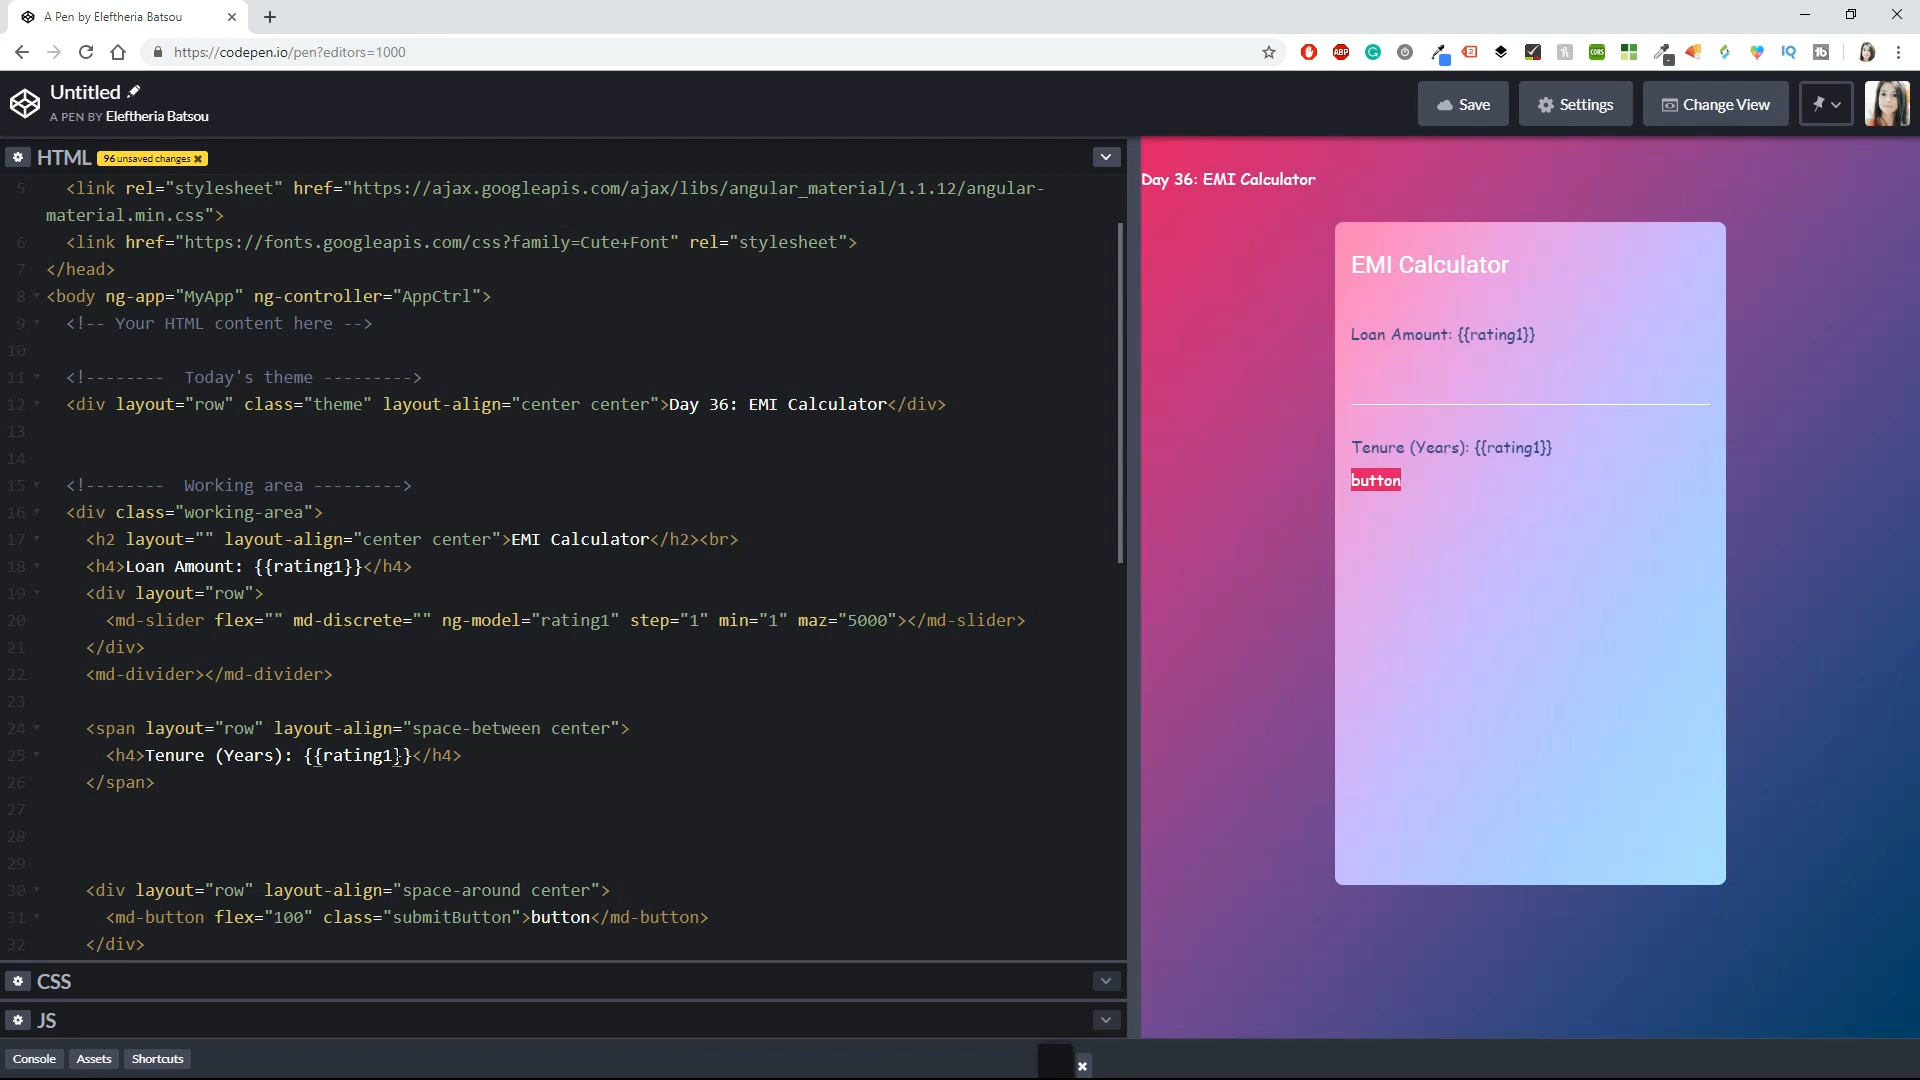 A Pen by Eleftheria Batsou
https://codepen.io/pen?editors=1000
Untitled
A PEN BY Eleftheria Batsou
Save
Settings
Change View
HTML
96 unsaved changes ×
5 <link rel="stylesheet" href="https://ajax.googleapis.com/ajax/libs/angular_material/1.1.12/angular-
material.min.css">
6 <link href="https://fonts.googleapis.com/css?family=Cute+Font" rel="stylesheet">
7 </head>
8 <body ng-app="MyApp" ng-controller="AppCtrl">
9 <!-- Your HTML content here -->
10
11 <!-------- Today's theme --------->
12 <div layout="row" class="theme" layout-align="center center">Day 36: EMI Calculator</div>
13
14
15 <!-------- Working area --------->
16 <div class="working-area">
17 <h2 layout="" layout-align="center center">EMI Calculator</h2><br>
18 <h4>Loan Amount: {{rating1}}</h4>
19 <div layout="row">
20 <md-slider flex="" md-discrete="" ng-model="rating1" step="1" min="1" maz="5000"></md-slider>
21 </div>
22 <md-divider></md-divider>
23
24 <span layout="row" layout-align="space-between center">
25 <h4>Tenure (Years): {{rating1}}</h4>
26 </span>
27
28
29
30 <div layout="row" layout-align="space-around center">
31 <md-button flex="100" class="submitButton">button</md-button>
32 </div>
CSS
JS
Console
Assets
Shortcuts
Day 36: EMI Calculator
EMI Calculator
Loan Amount: {{rating1}}
Tenure (Years): {{rating1}}
button